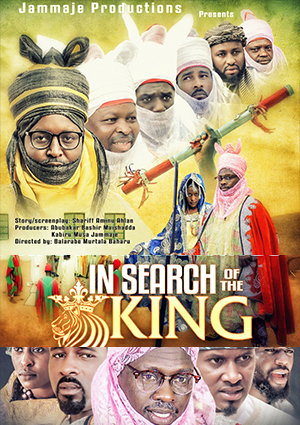 Jammaje Productions
Presents
Story/screenplay: Shariff Aminu Ahlan
Producers: Abubakar Bashir Maishadda
Kabiru Musa Jammaje
Directed by: Balarabe Murtala Baharu
IN SEARCH OF THE
KING